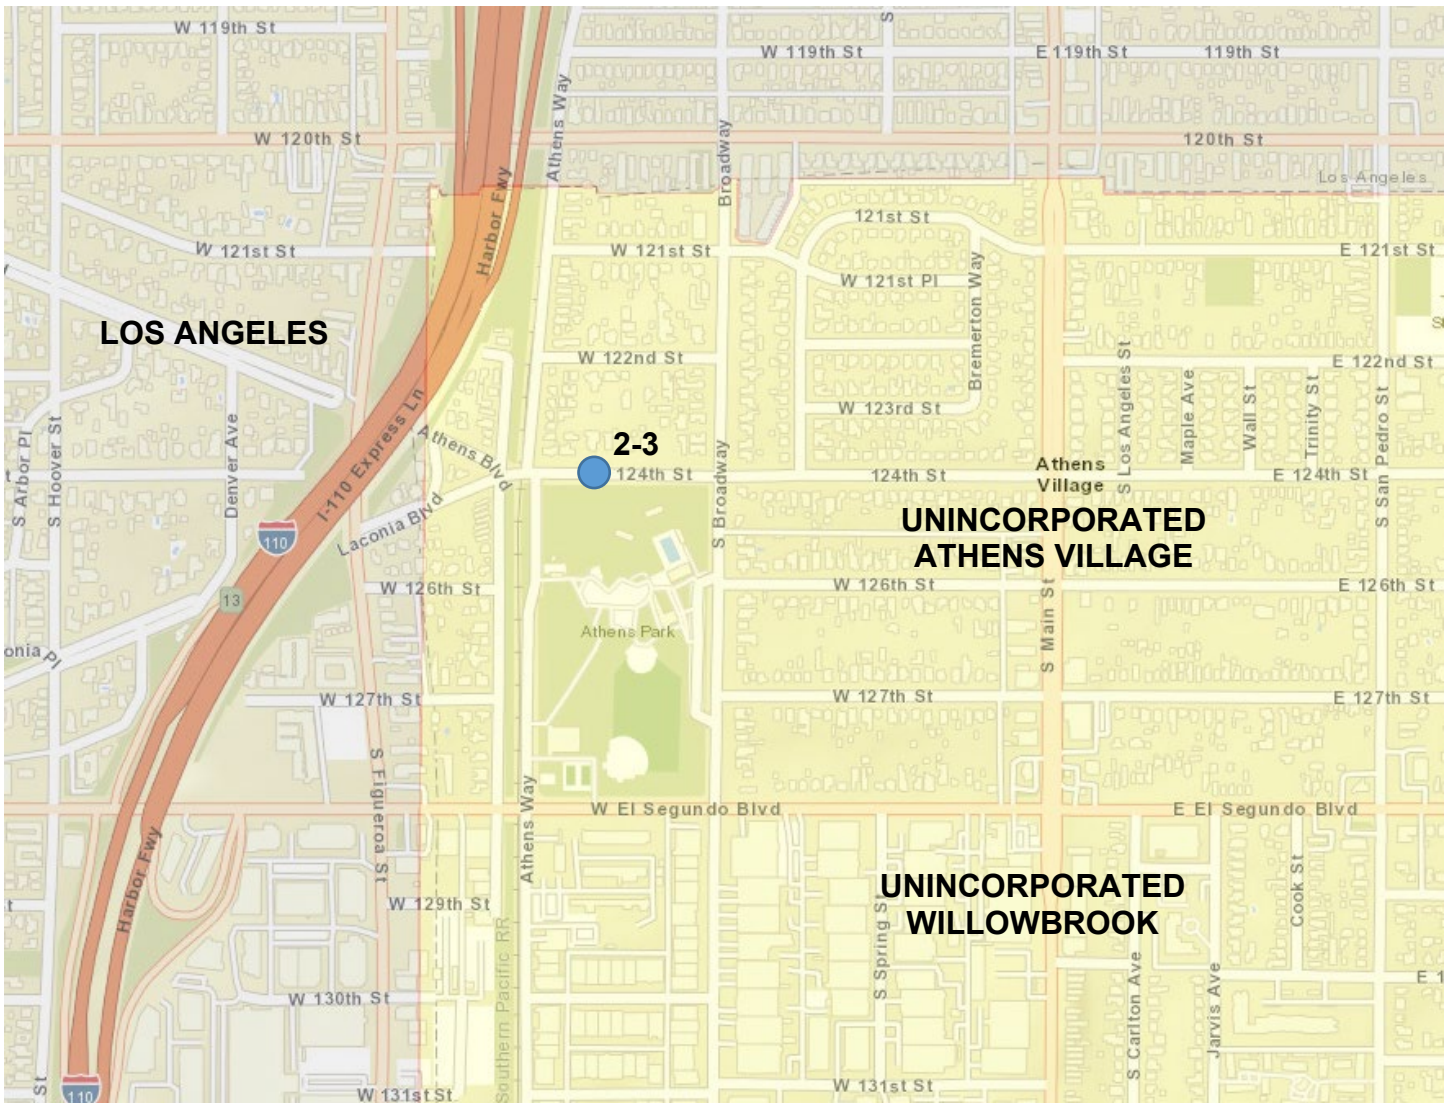 S
W 119th St
W 119th St
E 119th St
119th St
Athens Way
W 120th St
Broadway
120th St
Los Angeles
Harbor Fwy
121st St
W 121st St
W 121st St
E 121st St
W 121st Pl
Bremerton Way
LOS ANGELES
St
W 122nd St
E 122nd St
S Los Angeles St
Maple Ave
Wall St
Trinity St
S San Pedro St
I-110 Express Ln
W 123rd St
S Arbor Pl
S Hoover St
Denver Ave
Athens Blvd
2-3
S Broadway
124th St
124th St
Athens
Village
E 124th St
t
Laconia Blvd
110
UNINCORPORATED
ATHENS VILLAGE
W 126th St
W 126th St
E 126th St
13
Athens Park
S Main St
onia Pl
W 127th St
W 127th St
E 127th St
S Figueroa St
Athens Way
W El Segundo Blvd
E El Segundo Blvd
Harbor Fwy
UNINCORPORATED
WILLOWBROOK
Cook St
t
W 129th St
S Spring St
Southern Pacific RR
S Carlton Ave
Jarvis Ave
E 1
W 130th St
St
110
W 131st St
W 131st St